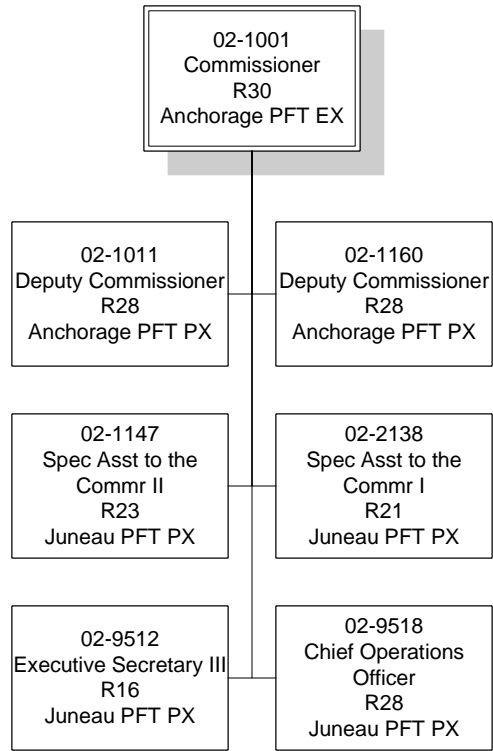 02-1001
Commissioner
R30
Anchorage PFT EX
02-1011
Deputy Commissioner
R28
Anchorage PFT PX
02-1160
Deputy Commissioner
R28
Anchorage PFT PX
02-1147
Spec Asst to the
Commr II
R23
Juneau PFT PX
02-2138
Spec Asst to the
Commr I
R21
Juneau PFT PX
02-9512
Executive Secretary III
R16
Juneau PFT PX
02-9518
Chief Operations
Officer
R28
Juneau PFT PX